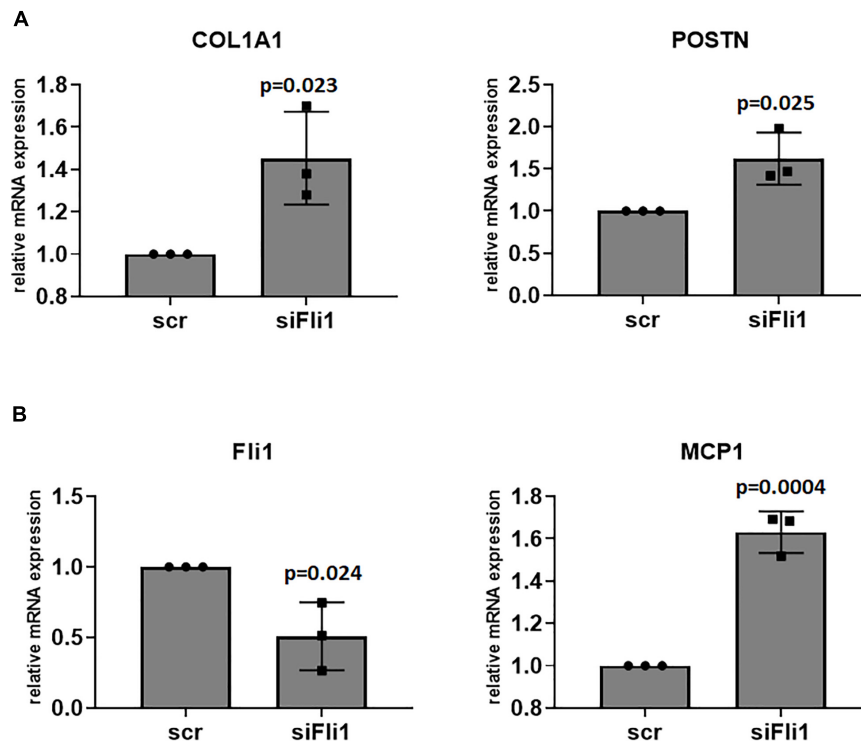 A
COL1A1
relative mRNA expression
1.8
1.6
1.4
1.2
1.0
0.8
p=0.023
scr siFli1
POSTN
relative mRNA expression
2.5
2.0
1.5
1.0
0.5
0.0
p=0.025
scr siFli1
B
Fli1
relative mRNA expression
1.5
1.0
0.5
0.0
p=0.024
scr siFli1
MCP1
relative mRNA expression
1.8
1.6
1.4
1.2
1.0
0.8
p=0.0004
scr siFli1